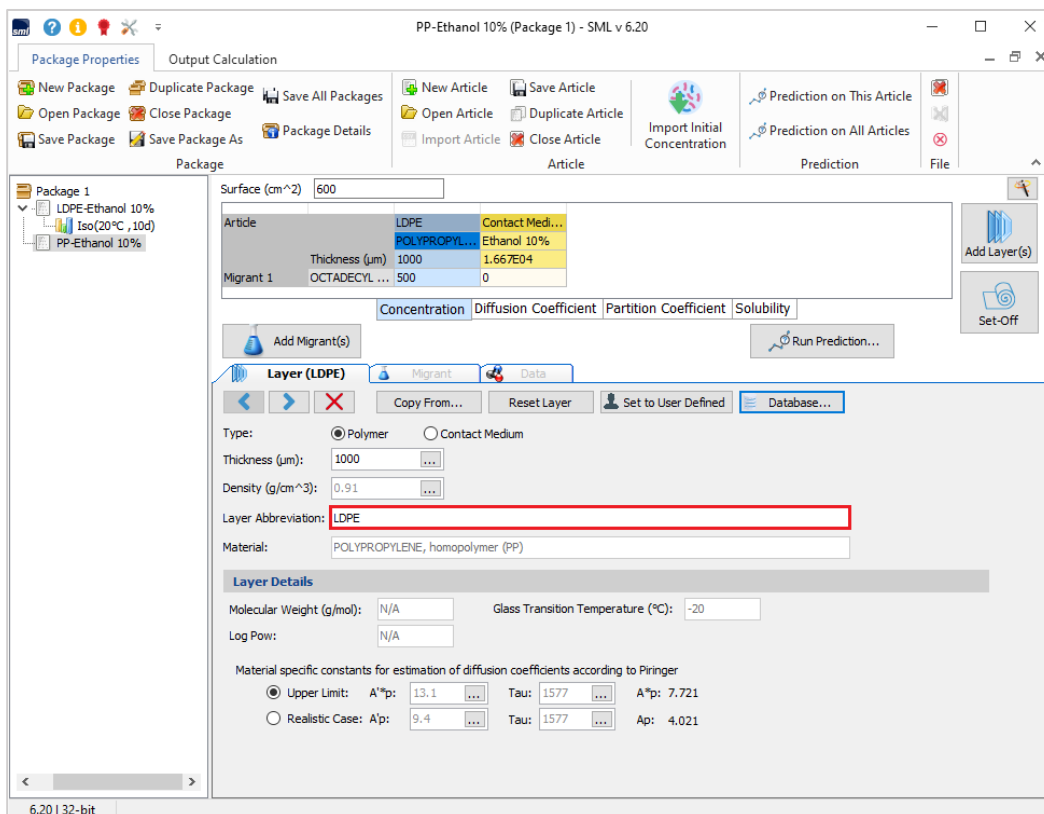 sml
PP-Ethanol 10% (Package 1) - SML v 6.20
Package Properties
Output Calculation
New Package
Duplicate Package
Save All Packages
Open Package
Close Package
Package Details
Save Package
Save Package As
Package
New Article
Save Article
Open Article
Duplicate Article
Import Article
Close Article
Import Initial
Concentration
Article
Prediction on This Article
Prediction on All Articles
Prediction
File
Package 1
LDPE-Ethanol 10%
Iso(20°C ,10d)
PP-Ethanol 10%
Surface (cm^2) 600
Article LDPE Contact Medi...
POLYPROPYL... Ethanol 10%
Thickness (µm) 1000 1.667E04
Migrant 1 OCTADECYL ... 500 0
Concentration Diffusion Coefficient Partition Coefficient Solubility
Add Layer(s)
Set-Off
Add Migrant(s)
Run Prediction...
Layer (LDPE) Migrant Data
Copy From... Reset Layer Set to User Defined Database...
Type: Polymer Contact Medium
Thickness (µm): 1000 ...
Density (g/cm^3): 0.91 ...
Layer Abbreviation: LDPE
Material: POLYPROPYLENE, homopolymer (PP)
Layer Details
Molecular Weight (g/mol): N/A Glass Transition Temperature (°C): -20
Log Pow: N/A
Material specific constants for estimation of diffusion coefficients according to Piringer
Upper Limit: A'*p: 13.1 ... Tau: 1577 ... A*p: 7.721
Realistic Case: A'p: 9.4 ... Tau: 1577 ... Ap: 4.021
6.20 | 32-bit